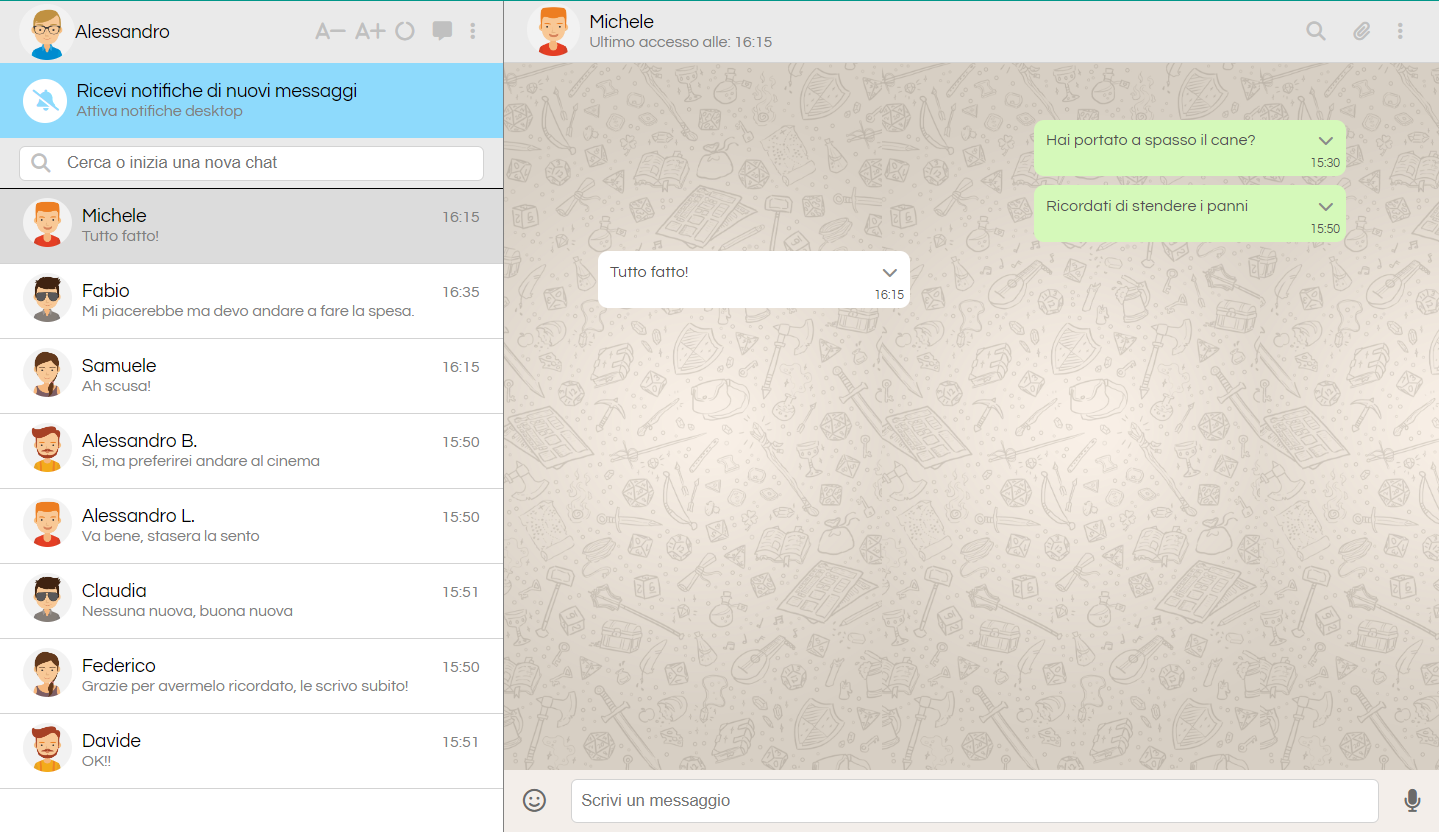 Alessandro
A− A+
Ricevi notifiche di nuovi messaggi
Attiva notifiche desktop
Cerca o inizia una nova chat
Michele 16:15
Tutto fatto!
Fabio 16:35
Mi piacerebbe ma devo andare a fare la spesa.
Samuele 16:15
Ah scusa!
Alessandro B. 15:50
Si, ma preferirei andare al cinema
Alessandro L. 15:50
Va bene, stasera la sento
Claudia 15:51
Nessuna nuova, buona nuova
Federico 15:50
Grazie per avermelo ricordato, le scrivo subito!
Davide 15:51
OK!!
Michele
Ultimo accesso alle: 16:15
Hai portato a spasso il cane?
15:30
Ricordati di stendere i panni
15:50
Tutto fatto!
16:15
Scrivi un messaggio